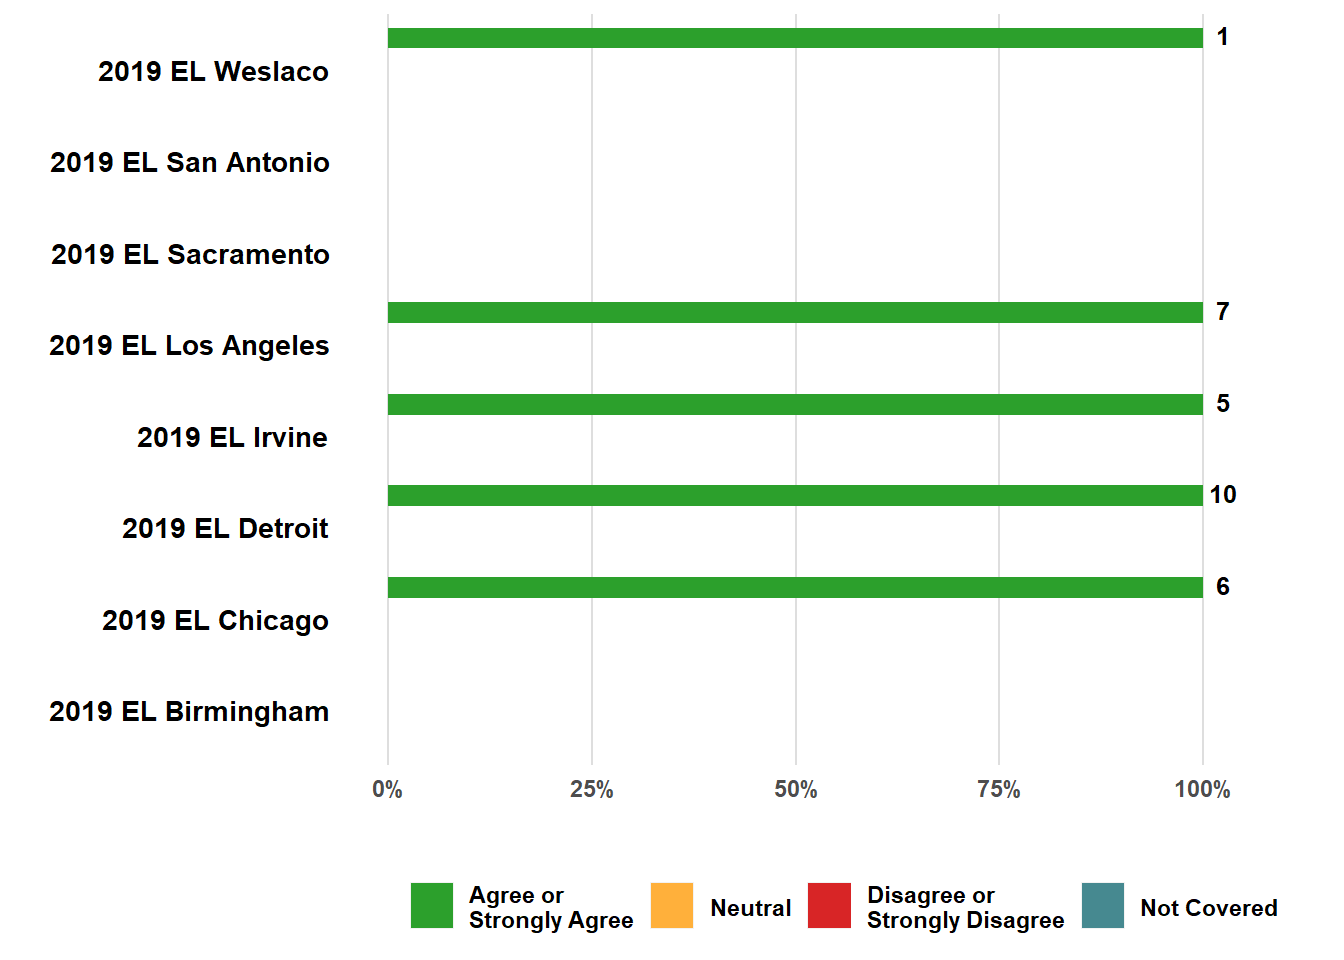 1
2019 EL Weslaco
2019 EL San Antonio
2019 EL Sacramento
7
2019 EL Los Angeles
5
2019 EL Irvine
10
2019 EL Detroit
6
2019 EL Chicago
2019 EL Birmingham
0% 25% 50% 75% 100%
Agree or
Strongly Agree
Neutral
Disagree or
Strongly Disagree
Not Covered